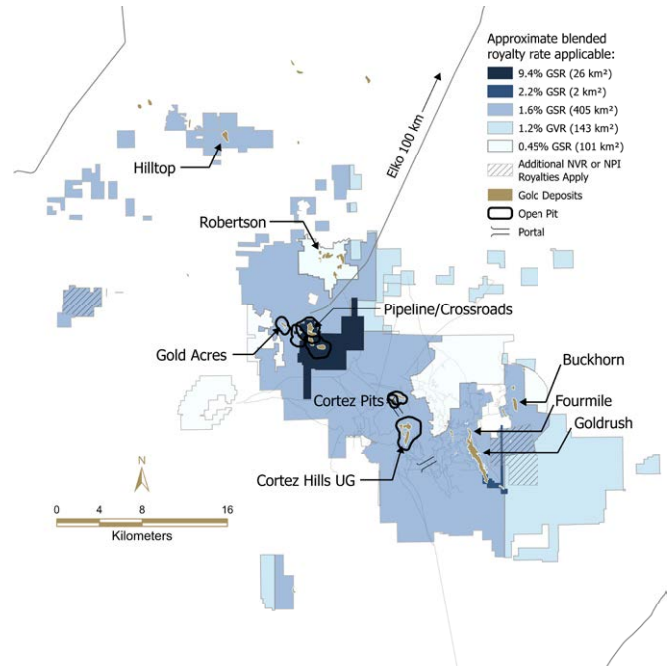 Approximate blended
royalty rate applicable:
9.4% GSR (26 km²)
2.2% GSR (2 km²)
1.6% GSR (405 km²)
1.2% GVR (143 km²)
0.45% GSR (101 km²)
Additional NVR or NPI
Royalties Apply
Golc Deposits
Open Pit
Portal
Elko 100 km
Hilltop
Robertson
Pipeline/Crossroads
Gold Acres
Buckhorn
Cortez Pits
Fourmile
Goldrush
Cortez Hills UG
N
0 4 8 16
Kilometers